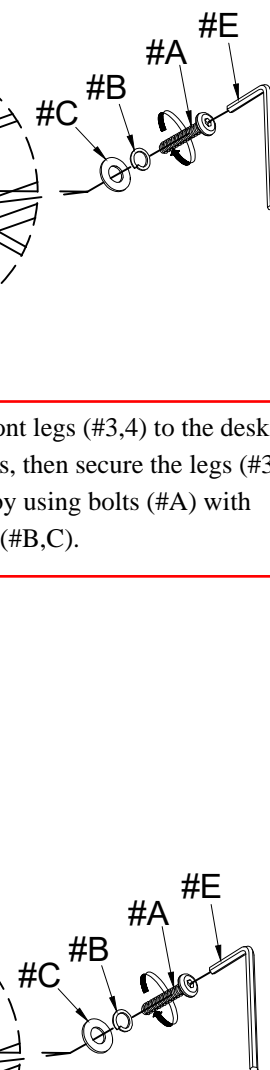 #E
#A
#B
#C
ont legs (#3,4) to the desk
s, then secure the legs (#3
by using bolts (#A) with
(#B,C).
#E
#A
#B
#C